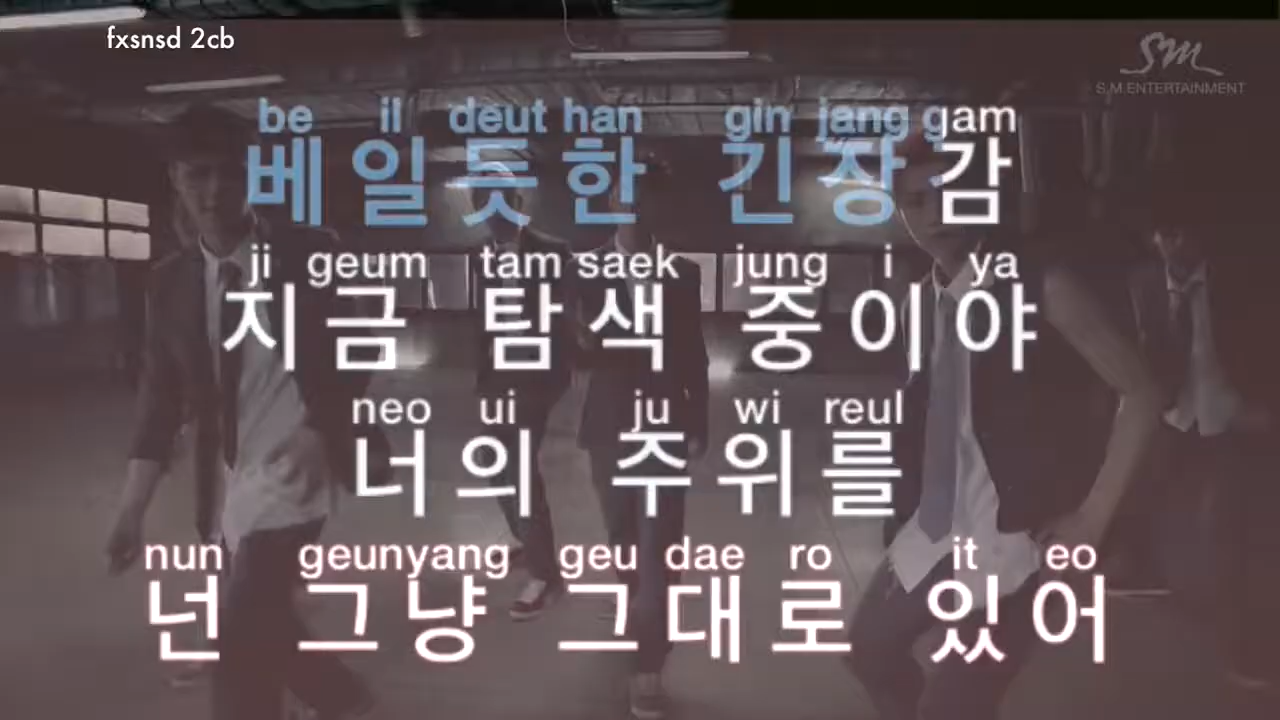 fxsnsd 2cb
SM
S.M.ENTERTAINMENT
be il deut han gin jang gam
베일듯한 긴장감
ji geum tam saek jung i ya
지금 탐색 중이야
neo ui ju wi reul
너의 주위를
nun geunyang geu dae ro it eo
넌 그냥 그대로 있어